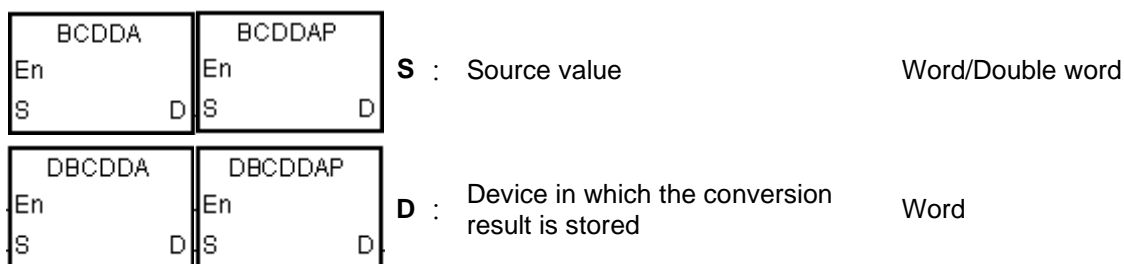 BCDDA BCDDAP
En En
S D S D
S : Source value Word/Double word
DBCDDA DBCDDAP
En En
S D S D
D : Device in which the conversion
result is stored
Word